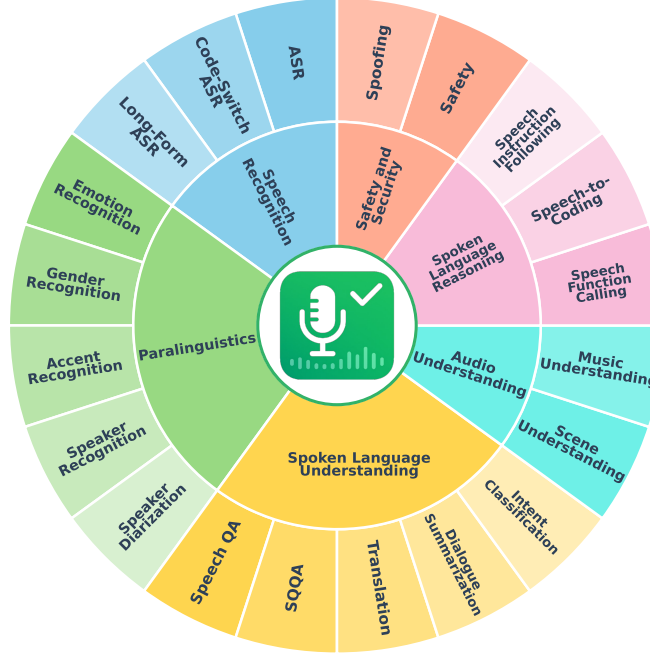 Spoofing
Safety
Speech
Instruction
Following
Speech-to-
Coding
Speech
Function
Calling
Music
Understanding
Scene
Understanding
Intent
Classification
Dialogue
Summarization
Translation
SQQA
Speech QA
Speaker
Diarization
Speaker
Recognition
Accent
Recognition
Gender
Recognition
Emotion
Recognition
Long-Form
ASR
Code-Switch
ASR
ASR
Safety and
Security
Spoken
Language
Reasoning
Audio
Understanding
Spoken Language
Understanding
Paralinguistics
Speech
Recognition